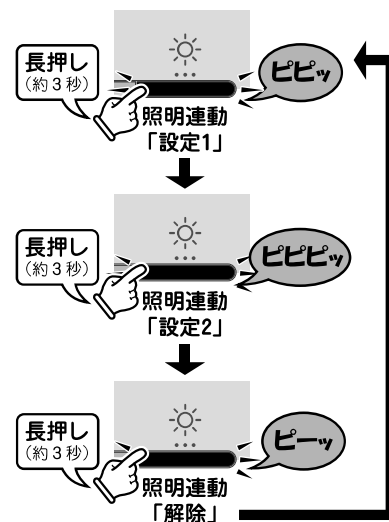 長押し
(約3秒)
ピピッ
照明連動
「設定1」
長押し
(約3秒)
ピピピッ
照明連動
「設定2」
長押し
(約3秒)
ピーッ
照明連動
「解除」